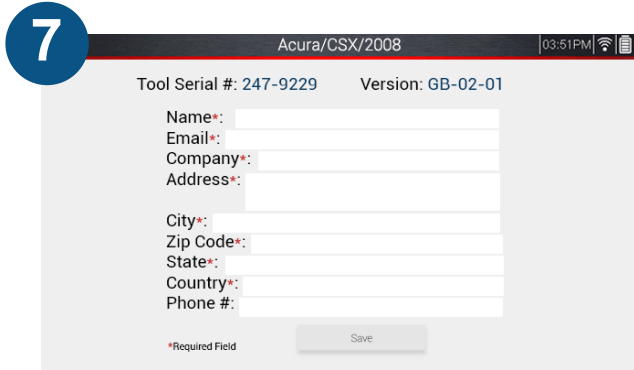 7
Acura/CSX/2008
03:51PM
Tool Serial #: 247-9229 Version: GB-02-01
Name*:
Email*:
Company*:
Address*:
City*:
Zip Code*:
State*:
Country*:
Phone #:
*Required Field
Save